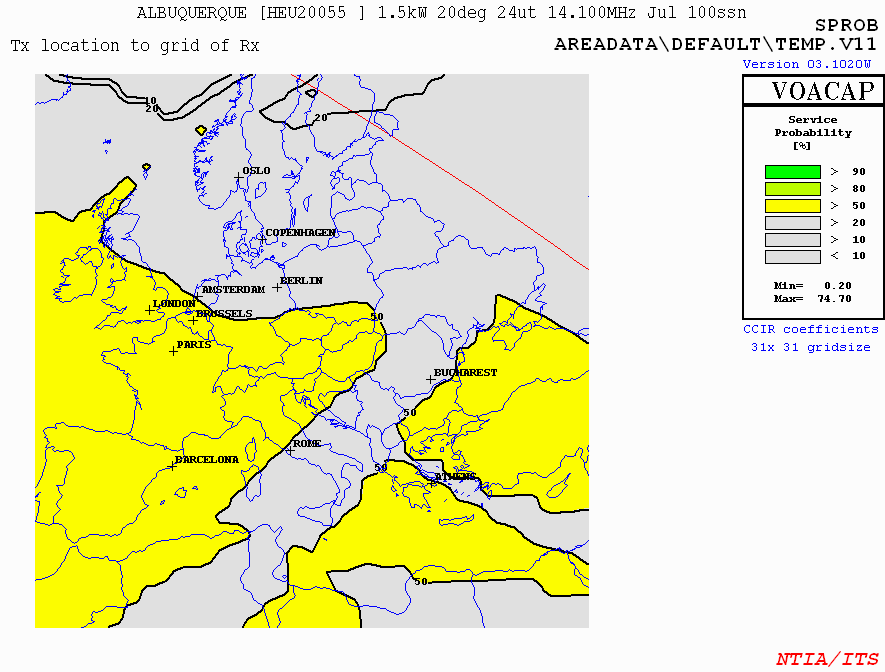 ALBUQUERQUE [HEU20055 ] 1.5kW 20deg 24ut 14.100MHz Jul 100ssn
SPROB
Tx location to grid of Rx
AREADATA\DEFAULT\TEMP.V11
Version 03.1020W
VOACAP
Service
Probability
[%]
> 90
> 80
> 50
> 20
> 10
< 10
Min= 0.20
Max= 74.70
CCIR coefficients
31x 31 gridsize
10
20
20
OSLO
COPENHAGEN
BERLIN
AMSTERDAM
LONDON
BRUSSELS
50
PARIS
BUCHAREST
50
ROME
BARCELONA
50
ATHENS
50
NTIA/ITS